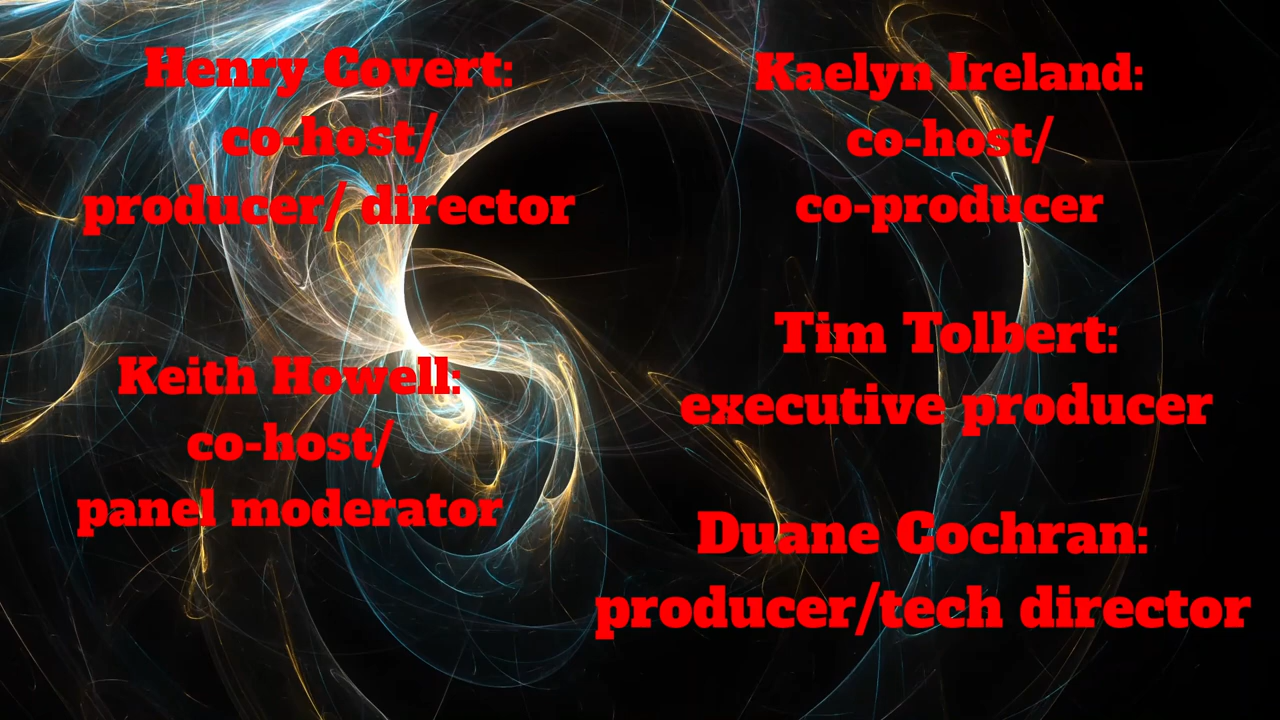 Henry Covert:
co-host/
producer/ director
Keith Howell:
co-host/
panel moderator
Kaelyn Ireland:
co-host/
co-producer
Tim Tolbert:
executive producer
Duane Cochran:
producer/tech director